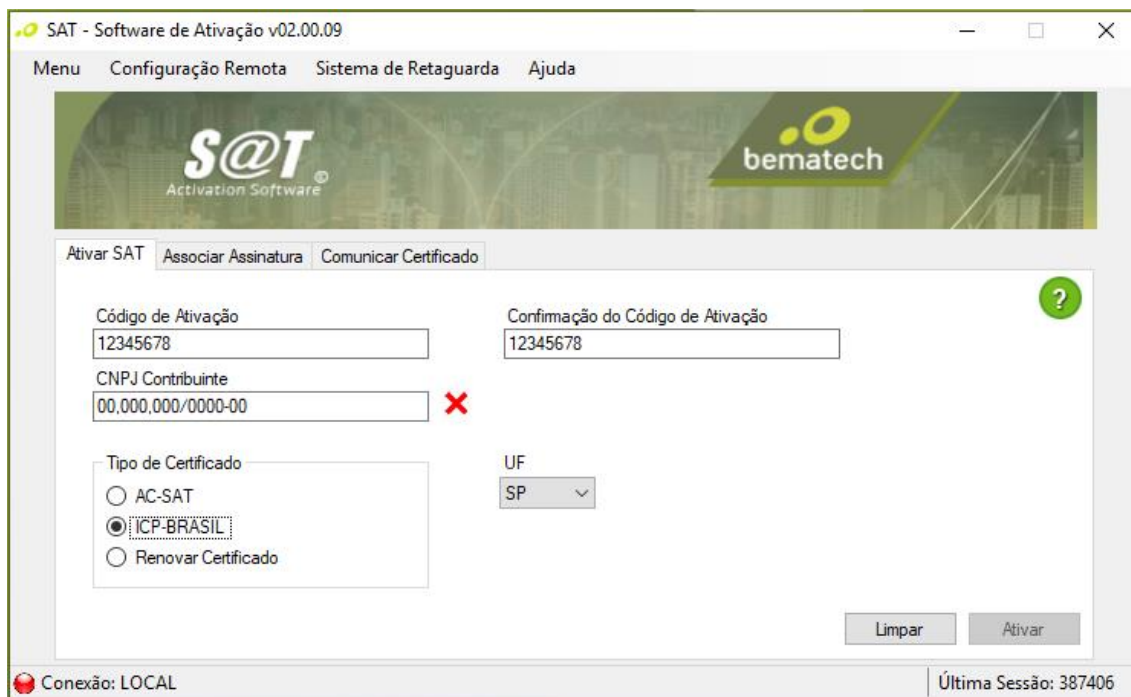 SAT - Software de Ativação v02.00.09
Menu Configuração Remota Sistema de Retaguarda Ajuda
S@T
Activation Software ©
bematech
Ativar SAT Associar Assinatura Comunicar Certificado
?
Código de Ativação Confirmação do Código de Ativação
12345678 12345678
CNPJ Contribuinte
00,000,000/0000-00
Tipo de Certificado UF
AC-SAT SP
ICP-BRASIL
Renovar Certificado
Limpar Ativar
Conexão: LOCAL Última Sessão: 387406